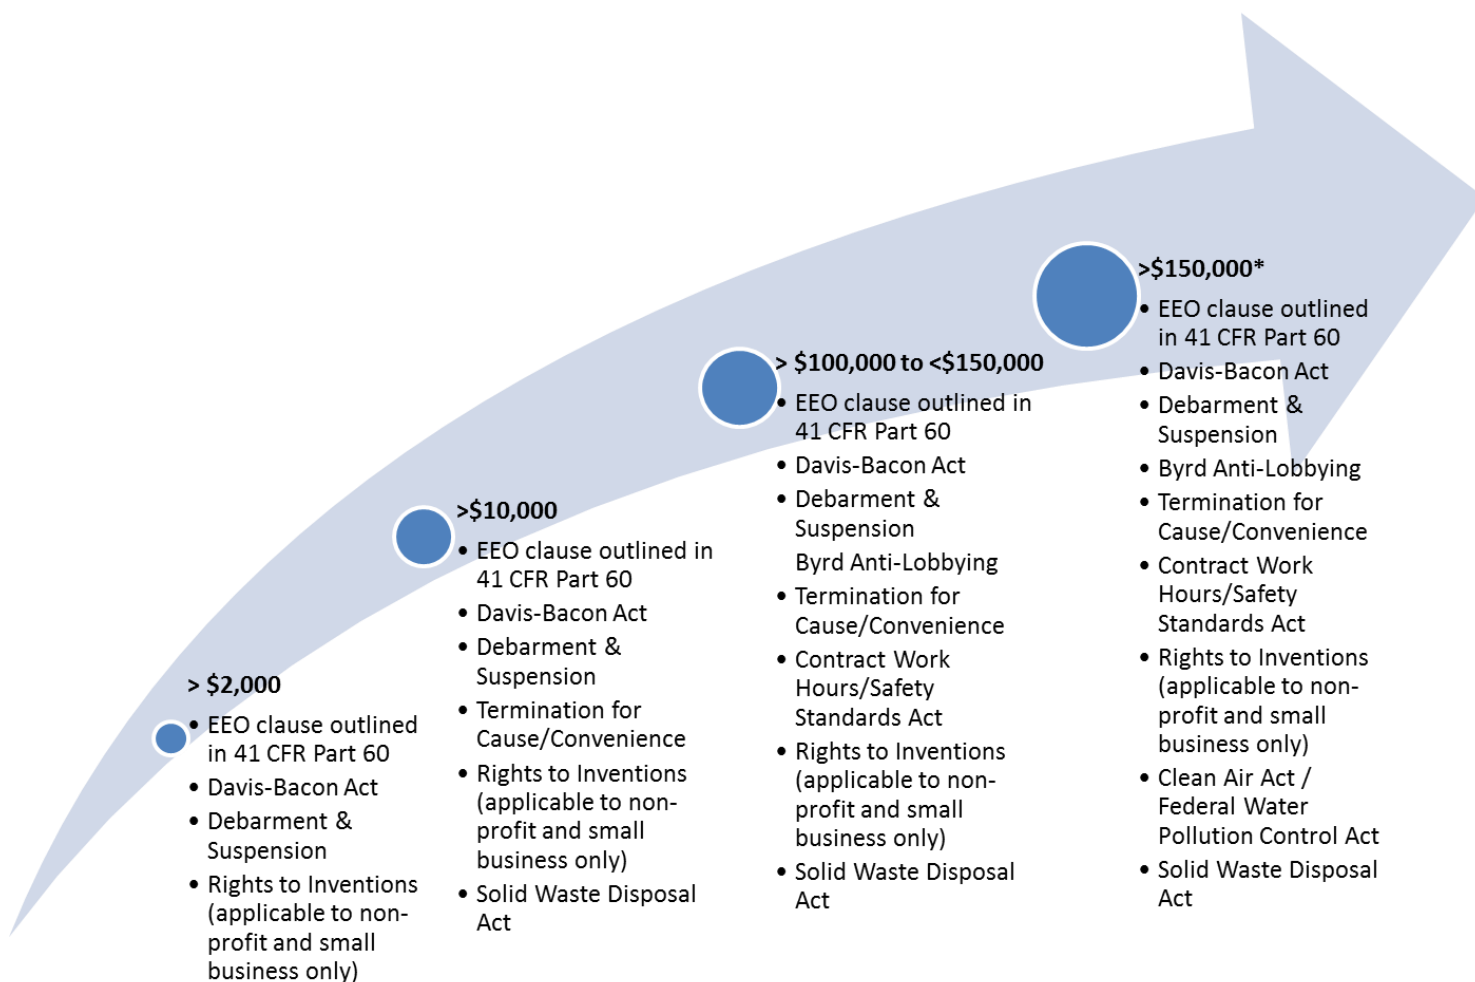 > $2,000
• EEO clause outlined
in 41 CFR Part 60
• Davis-Bacon Act
• Debarment &
Suspension
• Rights to Inventions
(applicable to non-
profit and small
business only)
>$10,000
• EEO clause outlined in
41 CFR Part 60
• Davis-Bacon Act
• Debarment &
Suspension
• Termination for
Cause/Convenience
• Rights to Inventions
(applicable to non-
profit and small
business only)
• Solid Waste Disposal
Act
> $100,000 to <$150,000
• EEO clause outlined in
41 CFR Part 60
• Davis-Bacon Act
• Debarment &
Suspension
Byrd Anti-Lobbying
• Termination for
Cause/Convenience
• Contract Work
Hours/Safety
Standards Act
• Rights to Inventions
(applicable to non-
profit and small
business only)
• Solid Waste Disposal
Act
>$150,000*
• EEO clause outlined
in 41 CFR Part 60
• Davis-Bacon Act
• Debarment &
Suspension
• Byrd Anti-Lobbying
• Termination for
Cause/Convenience
• Contract Work
Hours/Safety
Standards Act
• Rights to Inventions
(applicable to non-
profit and small
business only)
• Clean Air Act /
Federal Water
Pollution Control Act
• Solid Waste Disposal
Act